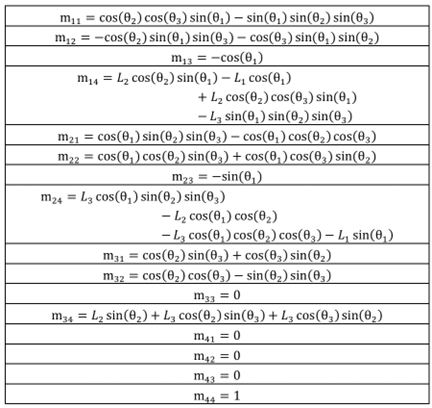 m₁₁ = cos(θ₂) cos(θ₃) sin(θ₁) − sin(θ₁) sin(θ₂) sin(θ₃)
m₁₂ = −cos(θ₂) sin(θ₁) sin(θ₃) − cos(θ₃) sin(θ₁) sin(θ₂)
m₁₃ = −cos(θ₁)
m₁₄ = L₂ cos(θ₂) sin(θ₁) − L₁ cos(θ₁)
+ L₂ cos(θ₂) cos(θ₃) sin(θ₁)
− L₃ sin(θ₁) sin(θ₂) sin(θ₃)
m₂₁ = cos(θ₁) sin(θ₂) sin(θ₃) − cos(θ₁) cos(θ₂) cos(θ₃)
m₂₂ = cos(θ₁) cos(θ₂) sin(θ₃) + cos(θ₁) cos(θ₃) sin(θ₂)
m₂₃ = −sin(θ₁)
m₂₄ = L₃ cos(θ₁) sin(θ₂) sin(θ₃)
− L₂ cos(θ₁) cos(θ₂)
− L₃ cos(θ₁) cos(θ₂) cos(θ₃) − L₁ sin(θ₁)
m₃₁ = cos(θ₂) sin(θ₃) + cos(θ₃) sin(θ₂)
m₃₂ = cos(θ₂) cos(θ₃) − sin(θ₂) sin(θ₃)
m₃₃ = 0
m₃₄ = L₂ sin(θ₂) + L₃ cos(θ₂) sin(θ₃) + L₃ cos(θ₃) sin(θ₂)
m₄₁ = 0
m₄₂ = 0
m₄₃ = 0
m₄₄ = 1